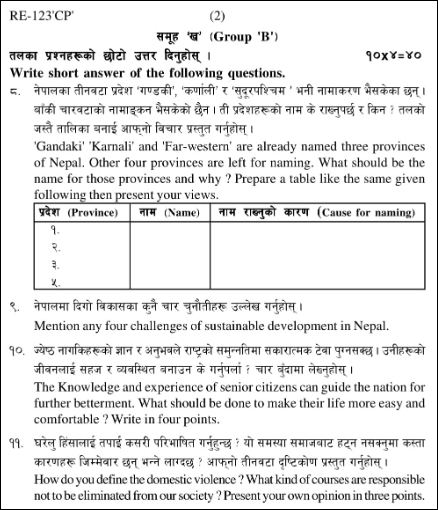 RE-123'CP' (2)
समूह 'ख' (Group 'B')
तलका प्रश्नहरूको छोटो उत्तर दिनुहोस् । १०x४=४०
Write short answer of the following questions.
८. नेपालका तीनवटा प्रदेश 'गण्डकी', 'कर्णाली' र 'सुदूरपश्चिम' भनी नामाकरण भैसकेका छन् ।
बाँकी चारवटाको नामाङ्कन भैसकेको छैन । ती प्रदेशहरूको नाम के राख्नुपर्छ र किन ? तलको
जस्तै तालिका बनाई आफ्नो विचार प्रस्तुत गर्नुहोस् ।
'Gandaki' 'Karnali' and 'Far-western' are already named three provinces
of Nepal. Other four provinces are left for naming. What should be the
name for those provinces and why ? Prepare a table like the same given
following then present your views.
प्रदेश (Province) नाम (Name) नाम राख्नुको कारण (Cause for naming)
१.
२.
३.
४.
९. नेपालमा दिगो विकासका कुनै चार चुनौतीहरू उल्लेख गर्नुहोस् ।
Mention any four challenges of sustainable development in Nepal.
१०. ज्येष्ठ नागकिहरूको ज्ञान र अनुभवले राष्ट्रको समुन्नतिमा सकारात्मक टेवा पुग्नसक्छ । उनीहरूको
जीवनलाई सहज र व्यवस्थित बनाउन के गर्नुपर्ला ? चार बुंदामा लेख्नुहोस् ।
The Knowledge and experience of senior citizens can guide the nation for
further betterment. What should be done to make their life more easy and
comfortable ? Write in four points.
११. घरेलु हिंसालाई तपाई कसरी परिभाषित गर्नुहुन्छ ? यो समस्या समाजबाट हट्न नसक्नुमा कस्ता
कारणहरू जिम्मेवार छन् भन्ने लाग्दछ ? आफ्नो तीनवटा दृष्टिकोण प्रस्तुत गर्नुहोस् ।
How do you define the domestic violence ? What kind of courses are responsible
not to be eliminated from our society ? Present your own opinion in three points.